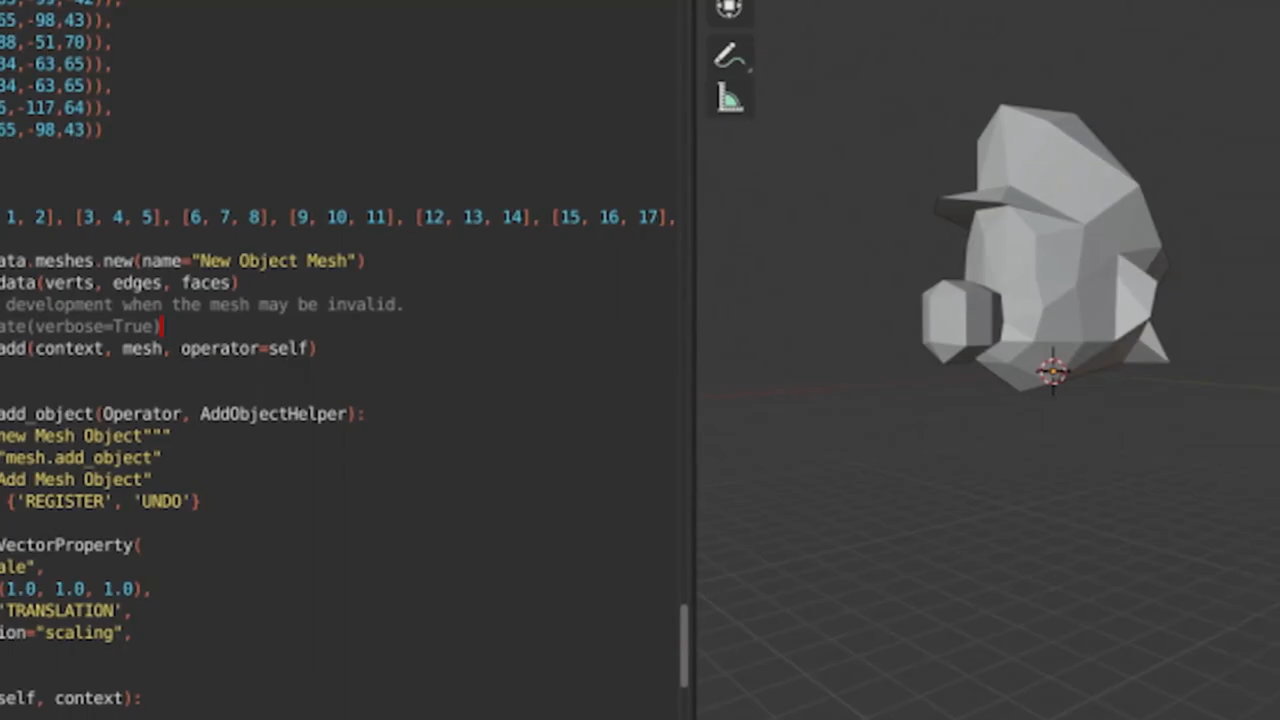 55,-98,43)),
38,-51,70)),
34,-63,65)),
34,-63,65)),
5,-117,64)),
55,-98,43))
1, 2], [3, 4, 5], [6, 7, 8], [9, 10, 11], [12, 13, 14], [15, 16, 17],
ata.meshes.new(name="New Object Mesh")
data(verts, edges, faces)
development when the mesh may be invalid.
ate(verbose=True)
add(context, mesh, operator=self)
add_object(Operator, AddObjectHelper):
new Mesh Object"""
"mesh.add_object"
Add Mesh Object"
{'REGISTER', 'UNDO'}
VectorProperty(
ale",
(1.0, 1.0, 1.0),
'TRANSLATION',
ion="scaling",
self, context):